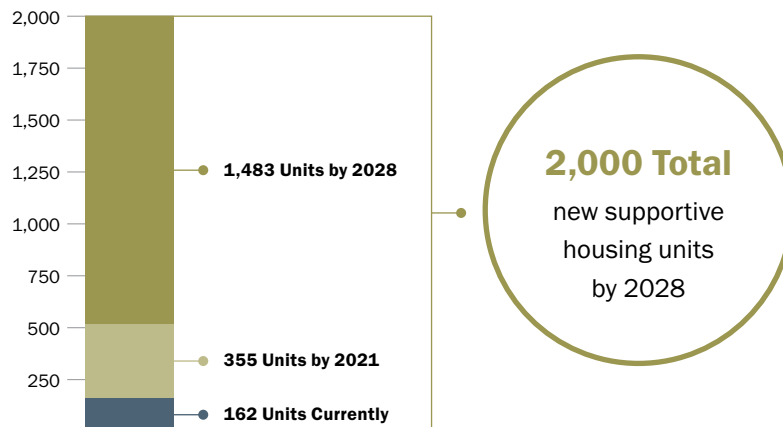 2,000
1,750
1,500
1,250
1,000
750
500
250
1,483 Units by 2028
355 Units by 2021
162 Units Currently
2,000 Total
new supportive
housing units
by 2028